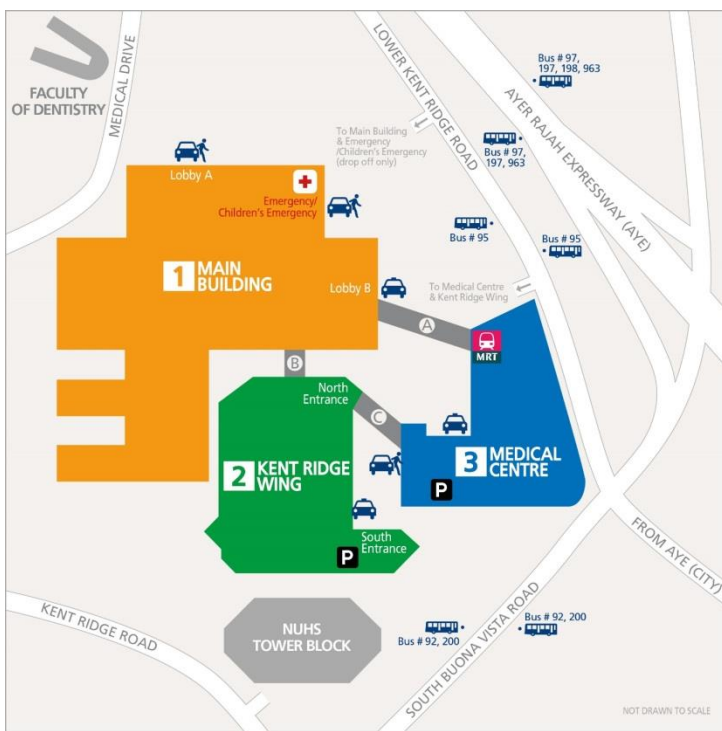 FACULTY
OF DENTISTRY
MEDICAL DRIVE
LOWER KENT RIDGE ROAD
Bus # 97,
197, 198, 963
AYER RAJAH EXPRESSWAY (AYE)
To Main Building
& Emergency
/Children's Emergency
(drop off only)
Bus # 97,
197, 963
Lobby A
Emergency/
Children's Emergency
Bus # 95
Bus # 95
1 MAIN
BUILDING
Lobby B
To Medical Centre
& Kent Ridge Wing
A
MRT
B
North
Entrance
C
2 KENT RIDGE
WING
3 MEDICAL
CENTRE
P
South
Entrance
P
FROM AYE (CITY)
KENT RIDGE ROAD
NUHS
TOWER BLOCK
Bus # 92, 200
Bus # 92, 200
SOUTH BUONA VISTA ROAD
NOT DRAWN TO SCALE